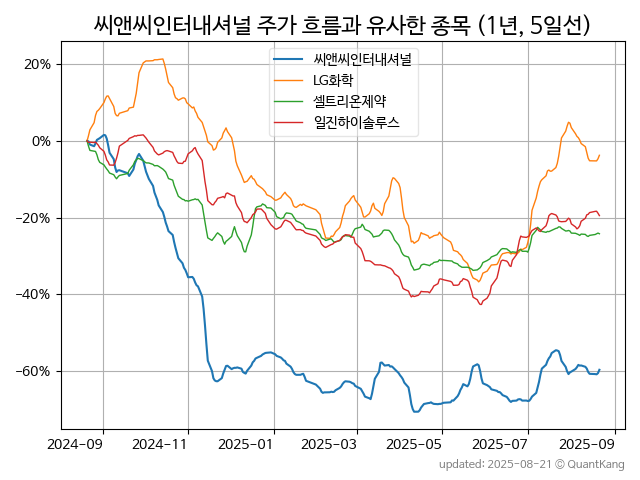 씨앤씨인터내셔널 주가 흐름과 유사한 종목 (1년, 5일선)
씨앤씨인터내셔널
LG화학
셀트리온제약
일진하이솔루스
20%
0%
−20%
−40%
−60%
2024−09
2024−11
2025−01
2025−03
2025−05
2025−07
2025−09
updated: 2025-08-21 © QuantKang